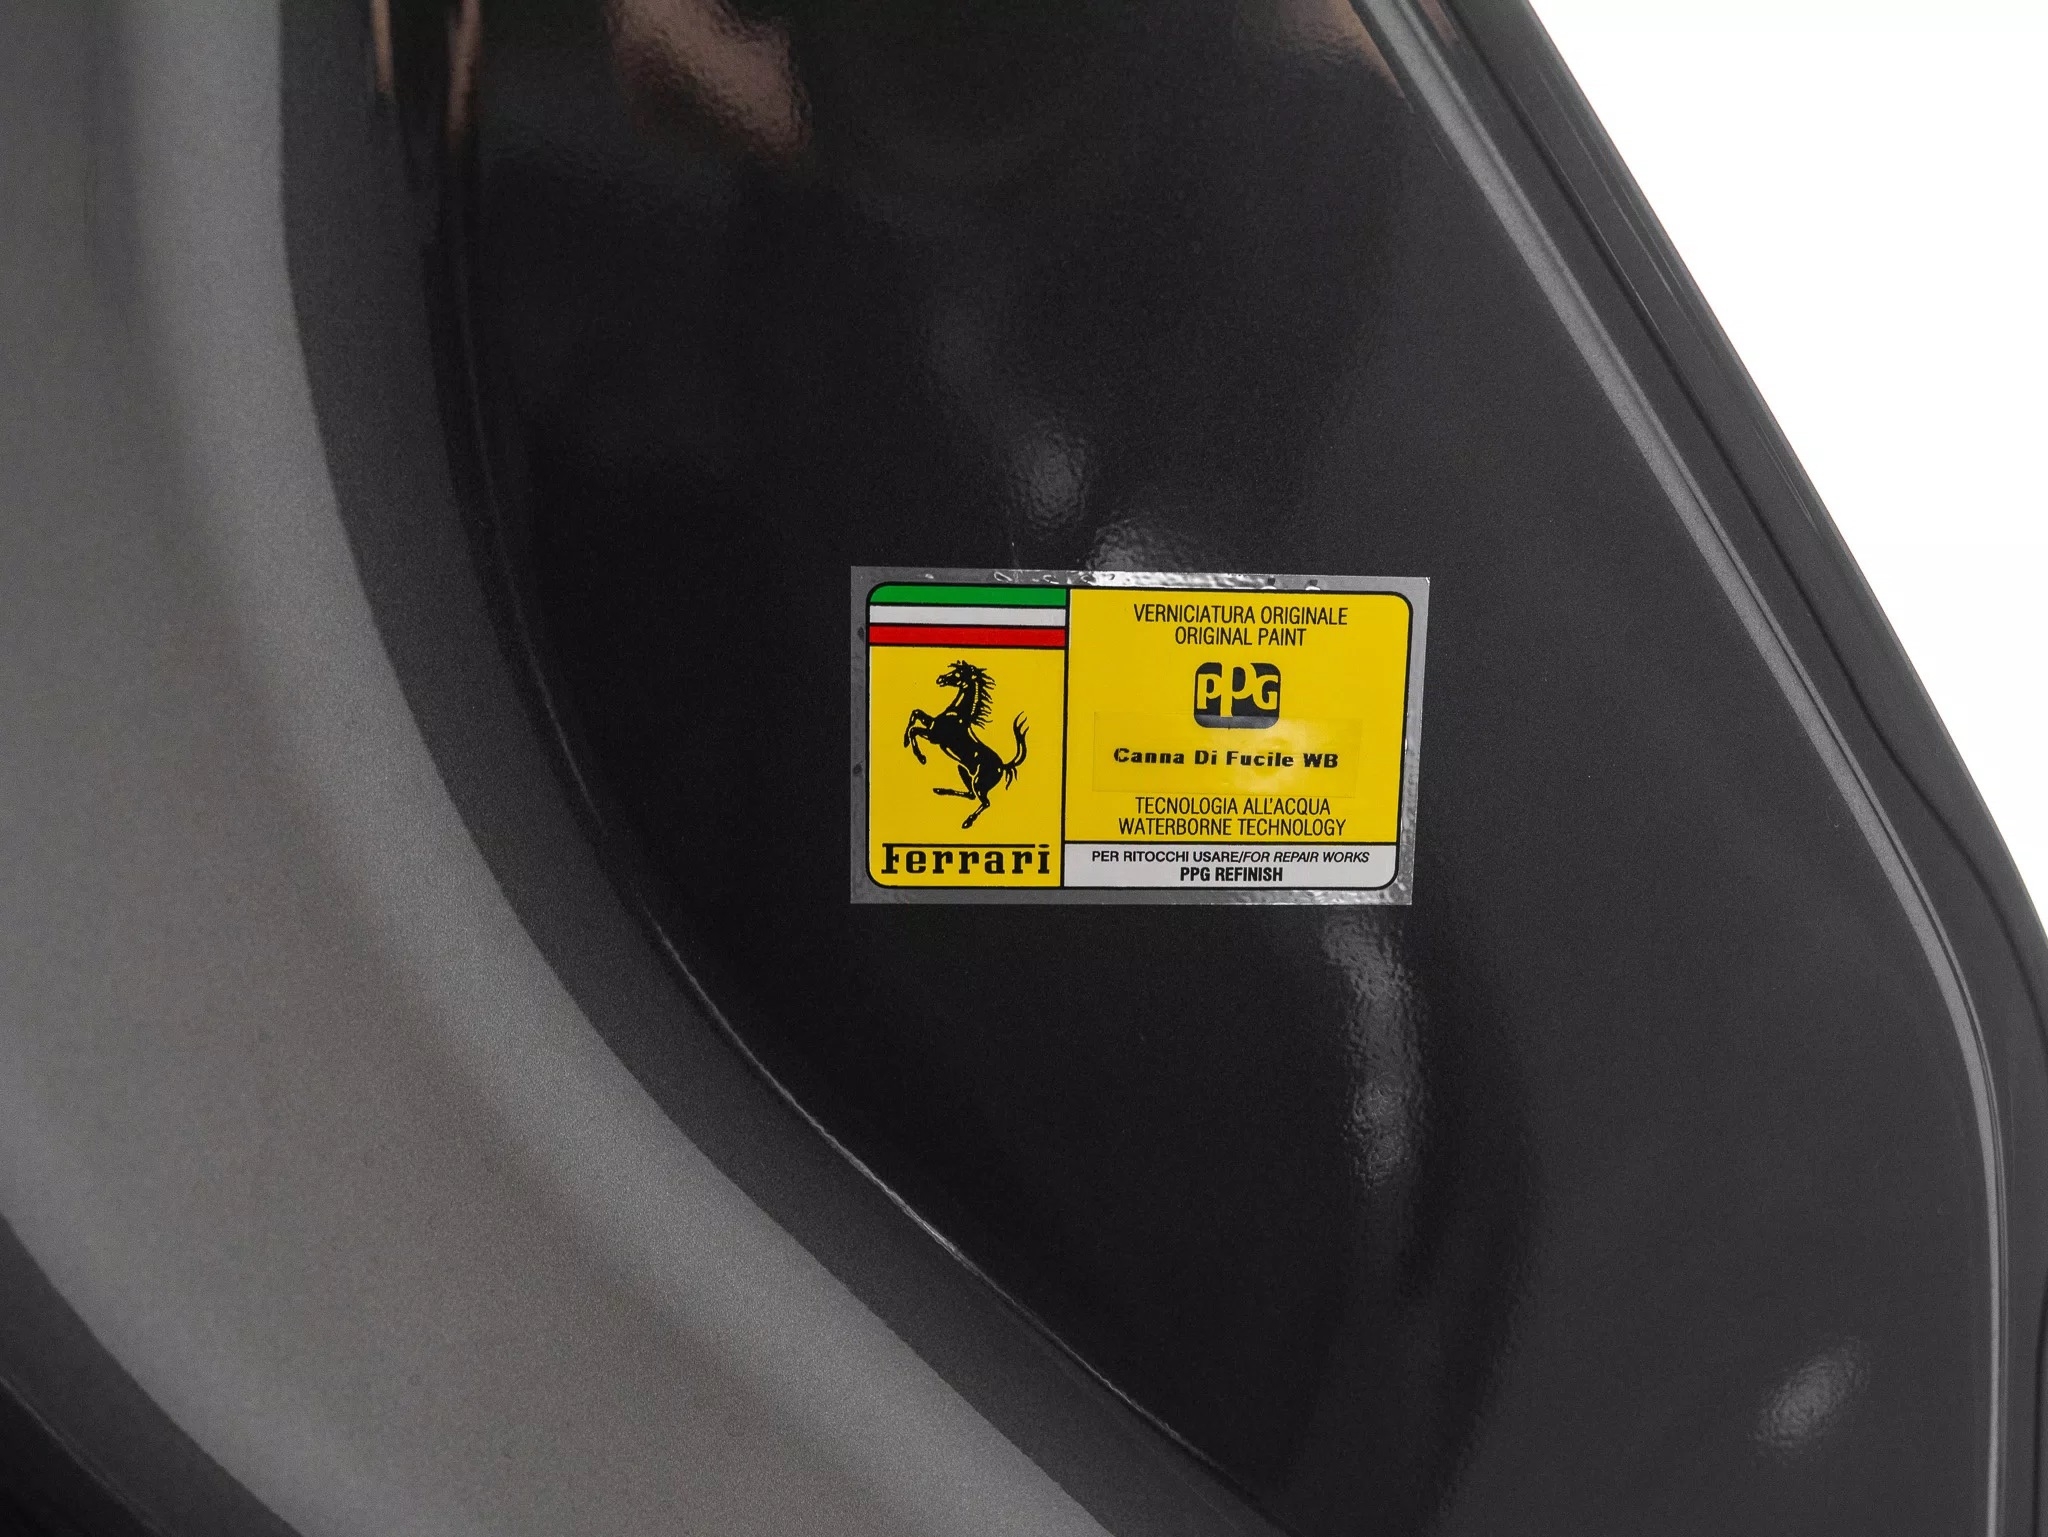 VERNICIATURA ORIGINALE
ORIGINAL PAINT
PPG
Canna Di Fucile WB
TECNOLOGIA ALL'ACQUA
WATERBORNE TECHNOLOGY
Ferrari
PER RITOCCHI USARE/FOR REPAIR WORKS
PPG REFINISH